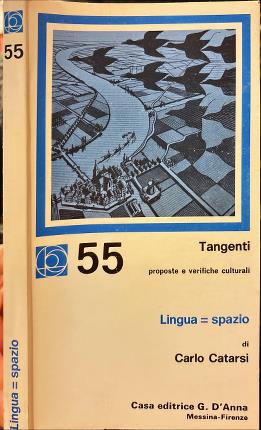 55
Lingua = spazio
55
Tangenti
proposte e verifiche culturali
Lingua = spazio
di
Carlo Catarsi
Casa editrice G. D'Anna
Messina-Firenze